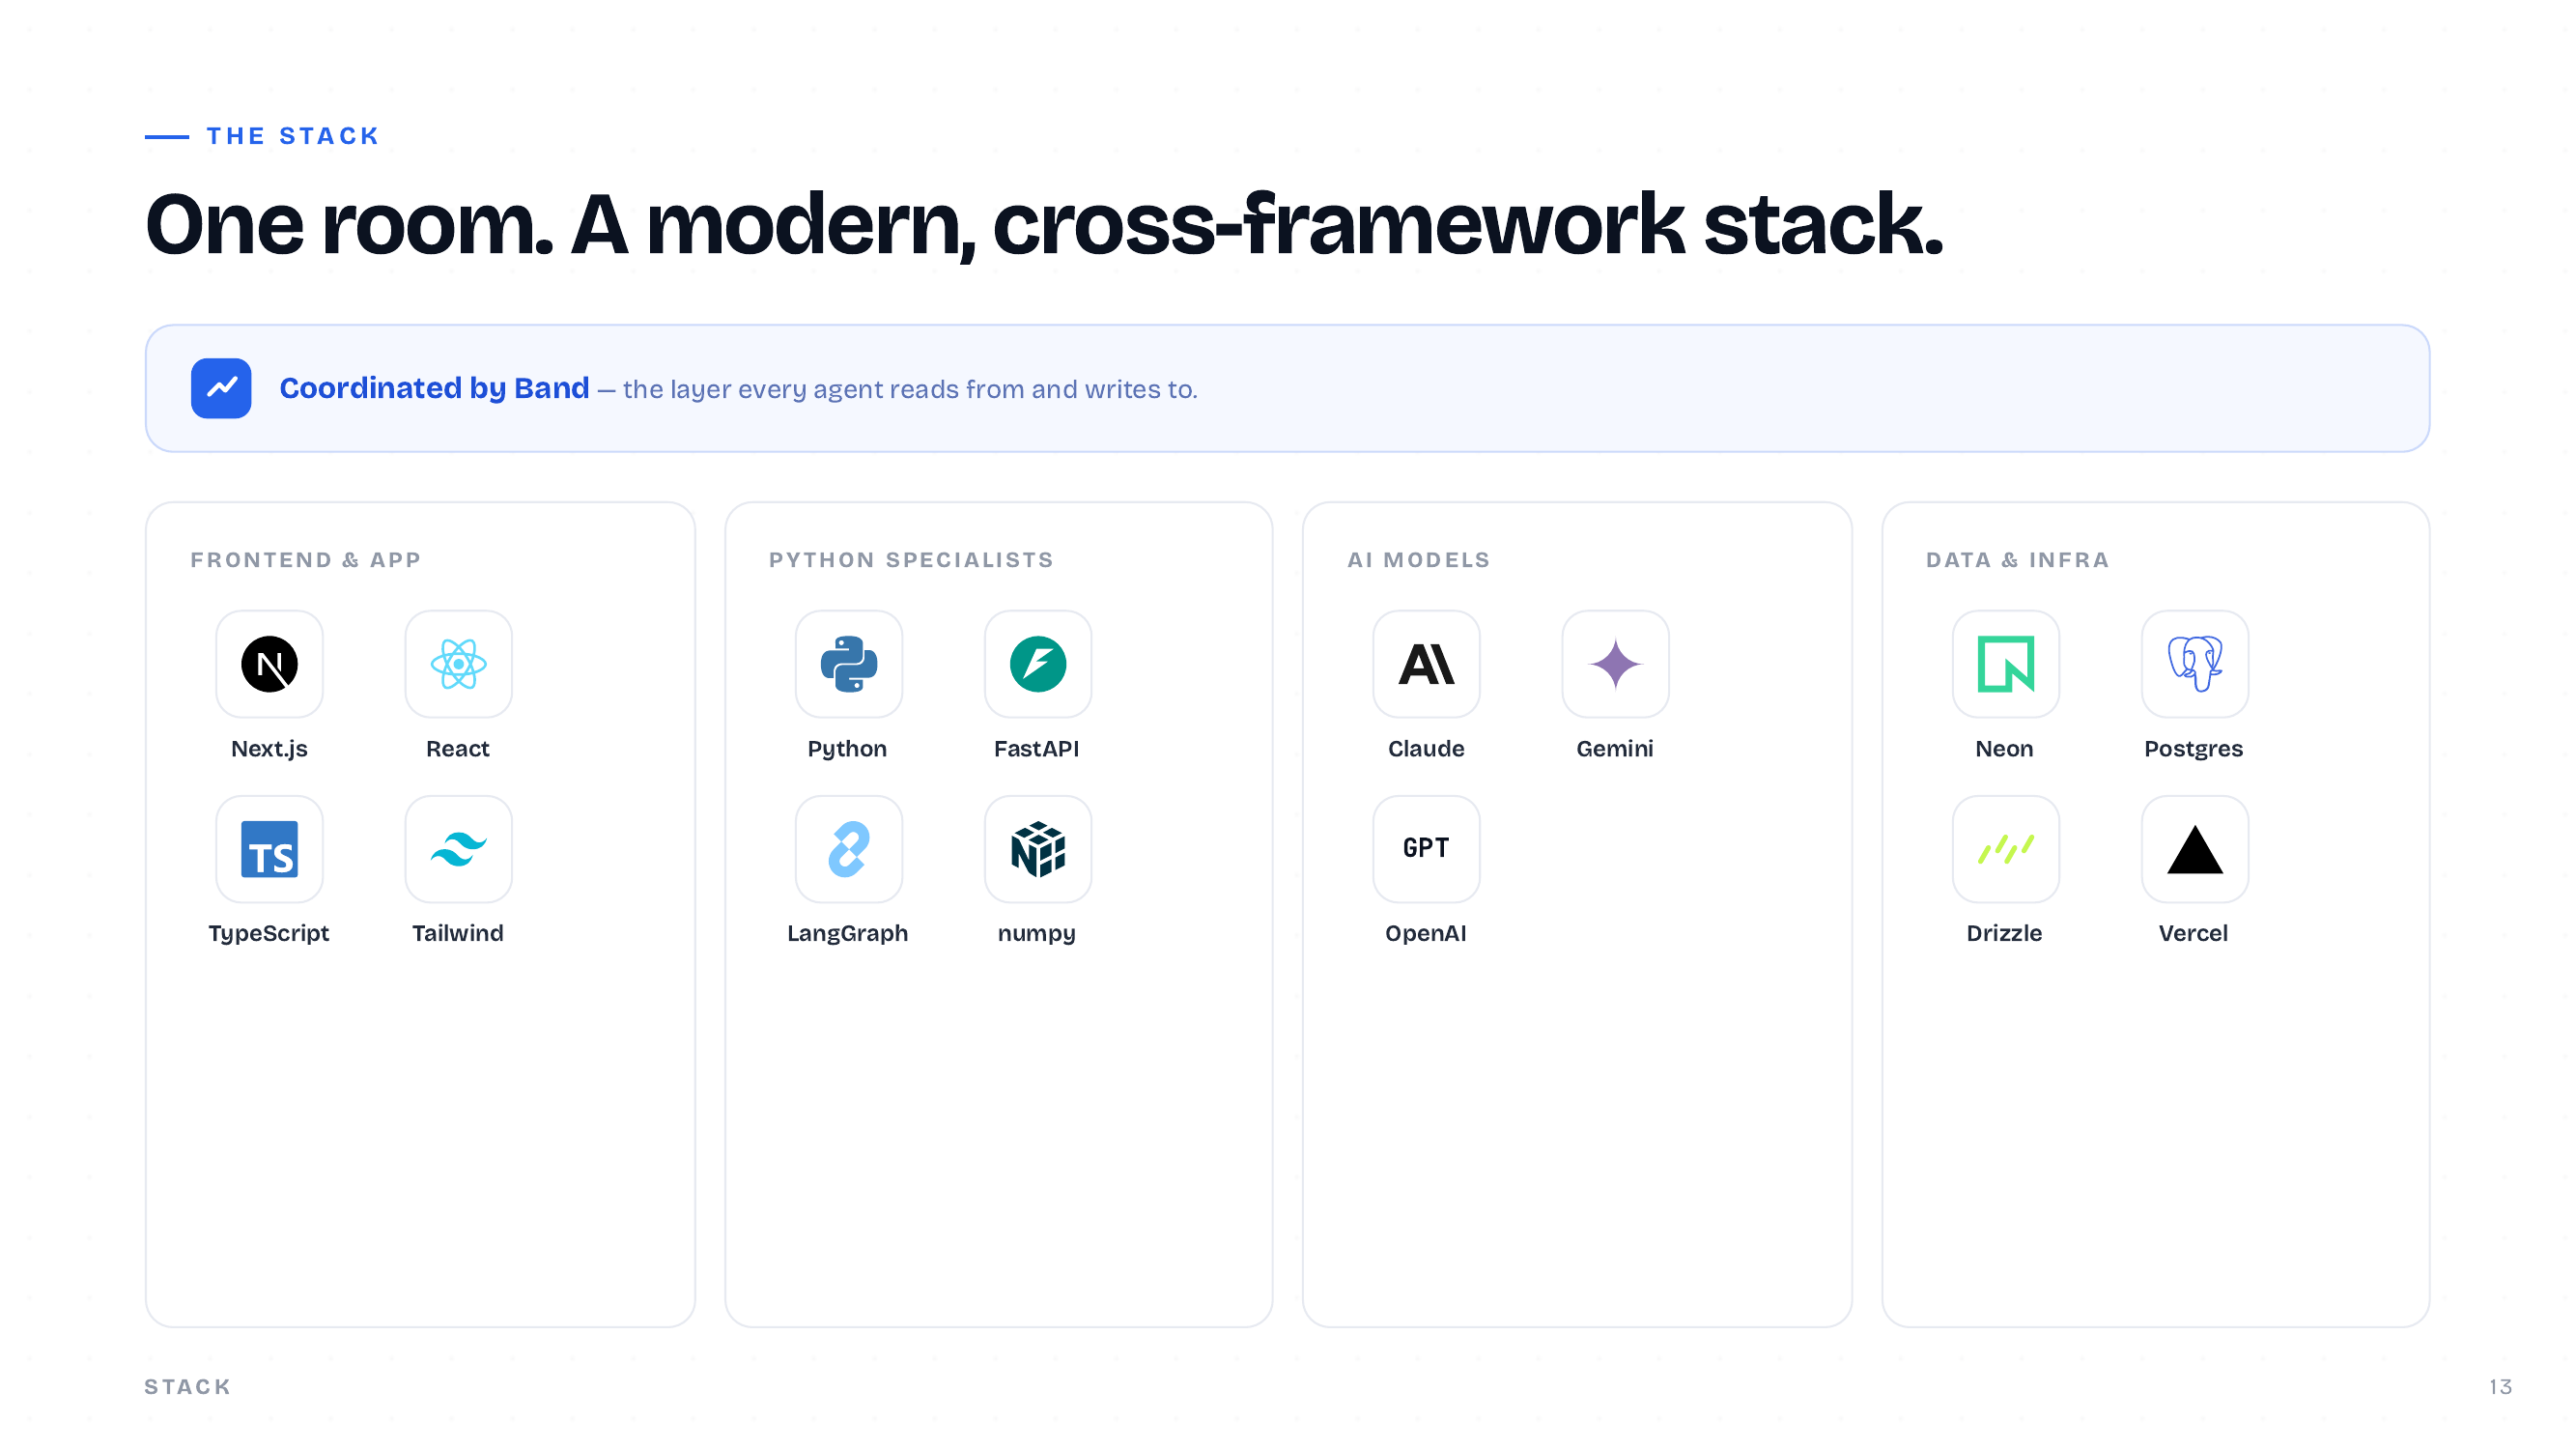 THE STACK
One room. A modern, cross-framework stack.
Coordinated by Band — the layer every agent reads from and writes to.
FRONTEND & APP
N
Next.js
React
TS
TypeScript
Tailwind
PYTHON SPECIALISTS
Python
FastAPI
LangGraph
N
numpy
AI MODELS
A\
Claude
Gemini
GPT
OpenAI
DATA & INFRA
Neon
Postgres
Drizzle
Vercel
STACK
13